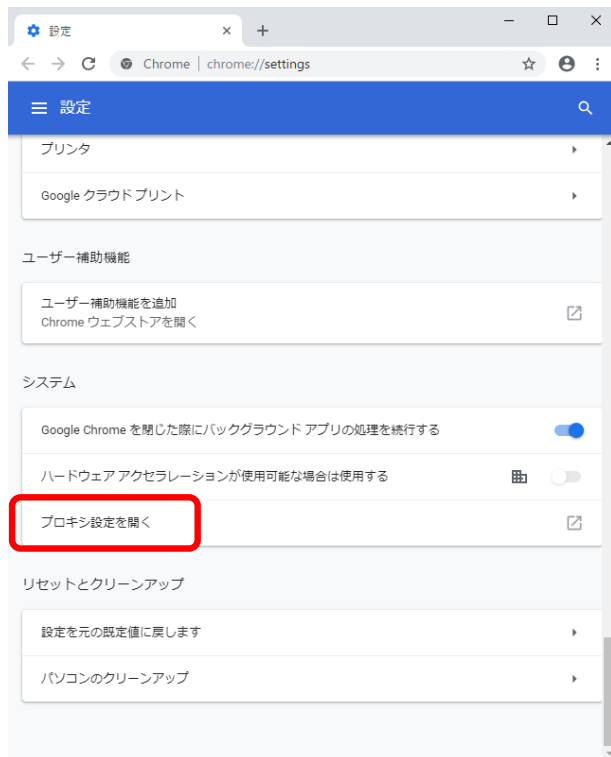 設定
Chrome | chrome://settings
設定
プリンタ
Google クラウド プリント
ユーザー補助機能
ユーザー補助機能を追加
Chrome ウェブストアを開く
システム
Google Chrome を閉じた際にバックグラウンド アプリの処理を続行する
ハードウェア アクセラレーションが使用可能な場合は使用する
プロキシ設定を開く
リセットとクリーンアップ
設定を元の既定値に戻します
パソコンのクリーンアップ